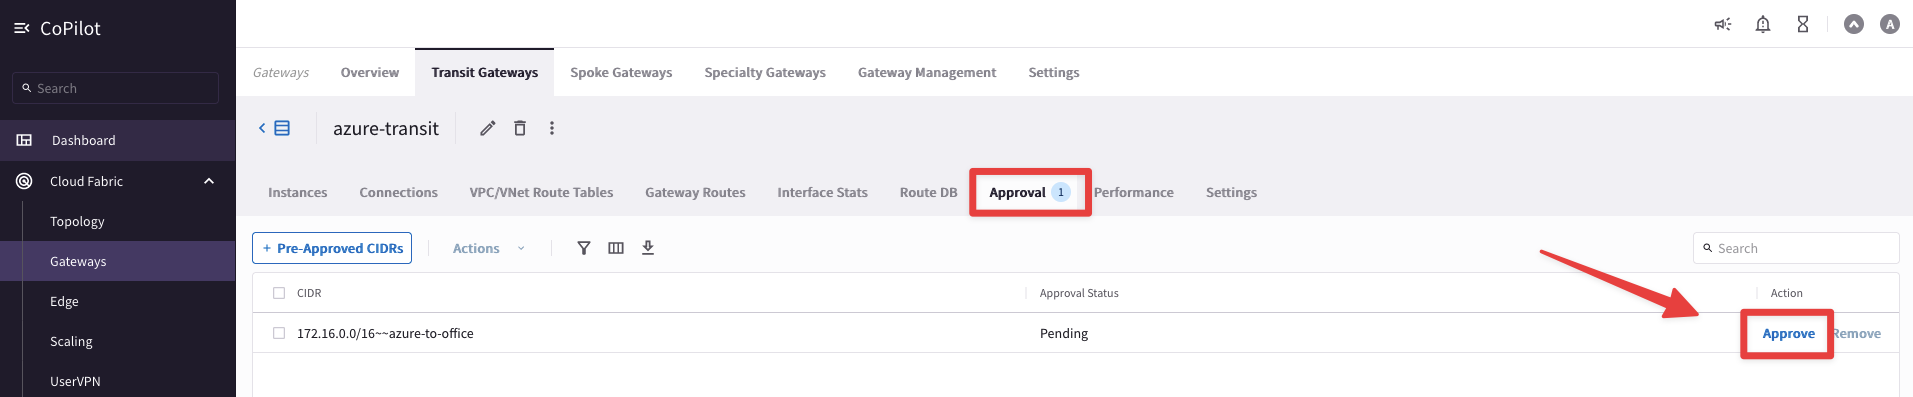 CoPilot
Search
Dashboard
Cloud Fabric
Topology
Gateways
Edge
Scaling
UserVPN
A
Gateways Overview Transit Gateways Spoke Gateways Specialty Gateways Gateway Management Settings
azure-transit
Instances Connections VPC/VNet Route Tables Gateway Routes Interface Stats Route DB Approval 1 Performance Settings
+ Pre-Approved CIDRs Actions Search
CIDR Approval Status Action
172.16.0.0/16~~azure-to-office Pending Approve Remove